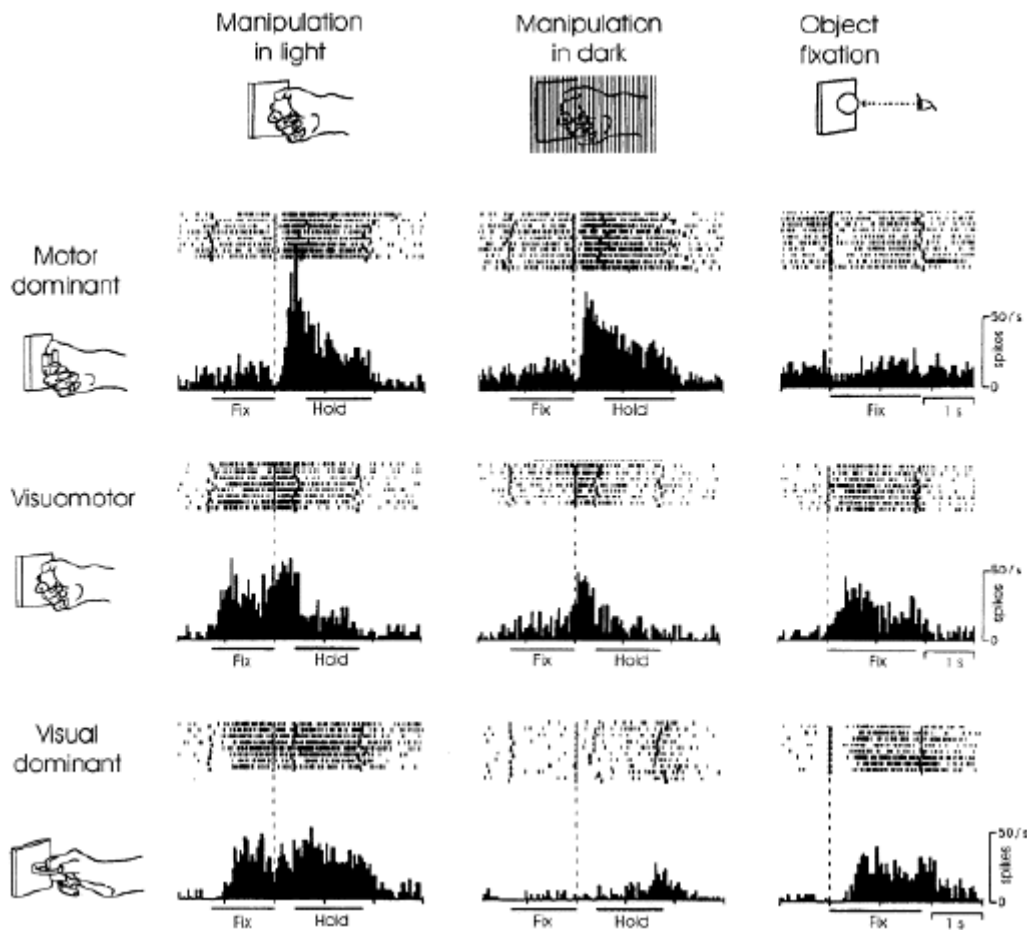 Manipulation
in light
Manipulation
in dark
Object
fixation
Motor
dominant
50/s
spikes
0
Fix
Hold
Fix
Hold
Fix
1 s
Visuomotor
50/s
spikes
0
Fix
Hold
Fix
Hold
Fix
1 s
Visual
dominant
50/s
spikes
0
Fix
Hold
Fix
Hold
Fix
1 s